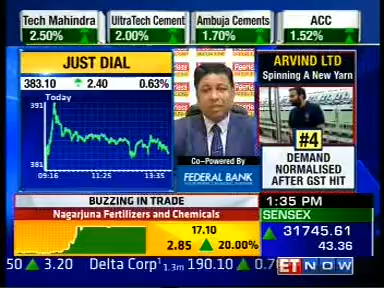 Tech Mahindra
2.50%
UltraTech Cement
2.00%
Ambuja Cements
1.70%
ACC
1.52%
JUST DIAL
383.10 2.40 0.63%
Today
391
381
09:16 11:25 13:35
Peerless
Co-Powered By
FEDERAL BANK
ARVIND LTD
Spinning A New Yarn
#4
DEMAND
NORMALISED
AFTER GST HIT
BUZZING IN TRADE
Nagarjuna Fertilizers and Chemicals
17.10
2.85 20.00%
1:35 PM
SENSEX
31745.61
43.36
50 3.20 Delta Corp 1.3m 190.10 0.7
ET NOW